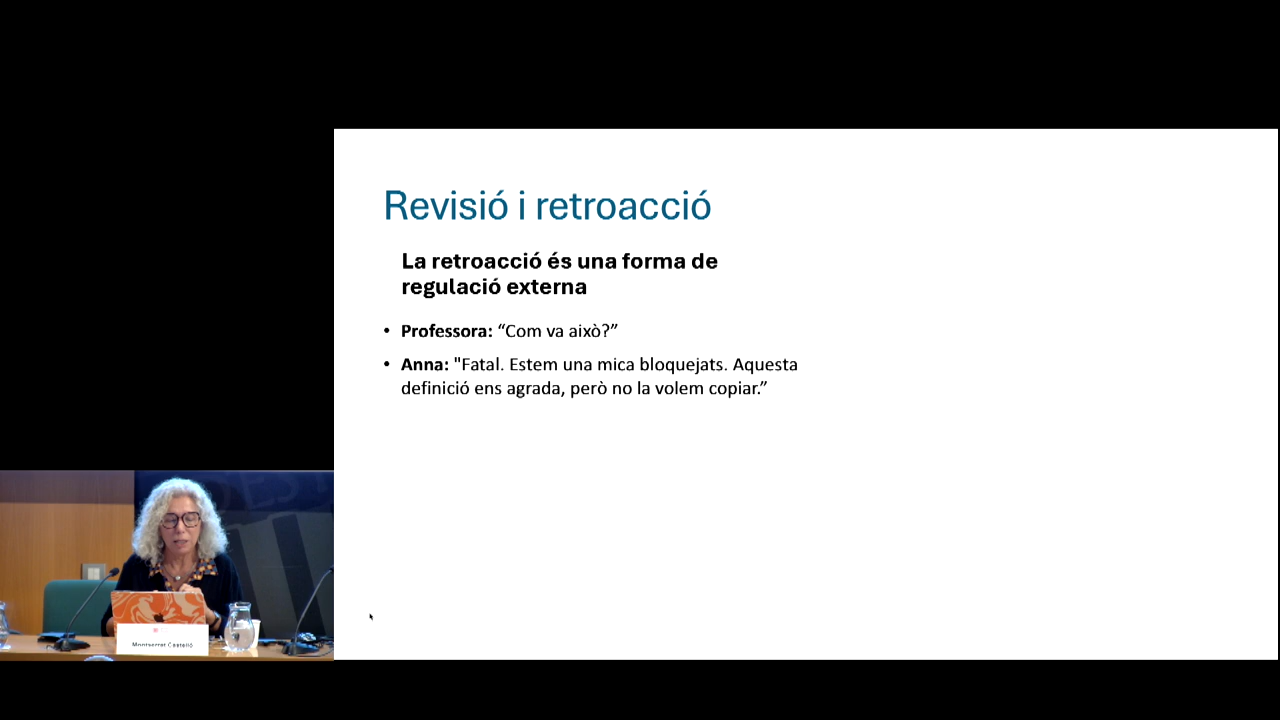 Revisió i retroacció
La retroacció és una forma de
regulació externa
• Professora: “Com va això?”
• Anna: "Fatal. Estem una mica bloquejats. Aquesta
definició ens agrada, però no la volem copiar.”
Montserrat Castelló